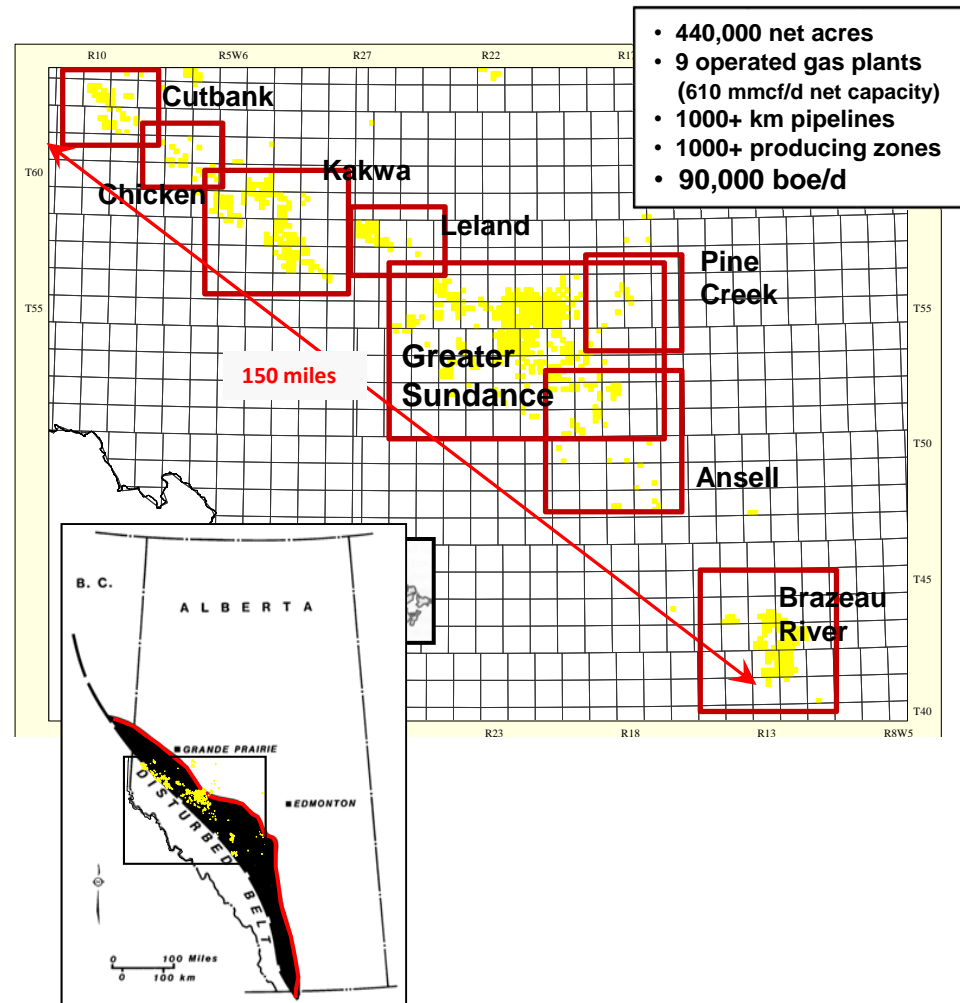 R10
R5W6
R27
R22
R17
• 440,000 net acres
• 9 operated gas plants
(610 mmcf/d net capacity)
• 1000+ km pipelines
• 1000+ producing zones
• 90,000 boe/d
Cutbank
T60
Chicken
Kakwa
Leland
Pine
Creek
T55
T55
Greater
Sundance
150 miles
T50
Ansell
T45
Brazeau
River
T40
R23
R18
R13
R8W5
B. C.
ALBERTA
GRANDE PRAIRIE
EDMONTON
DISTURBED BELT
0 100 Miles
0 100 km